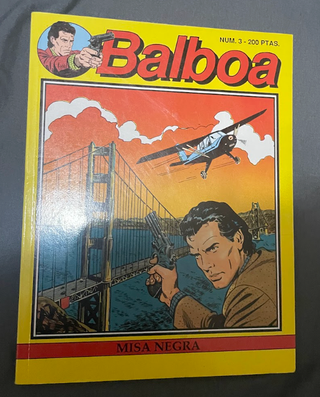 NUM. 3 - 200 PTAS.
Balboa
MISA NEGRA